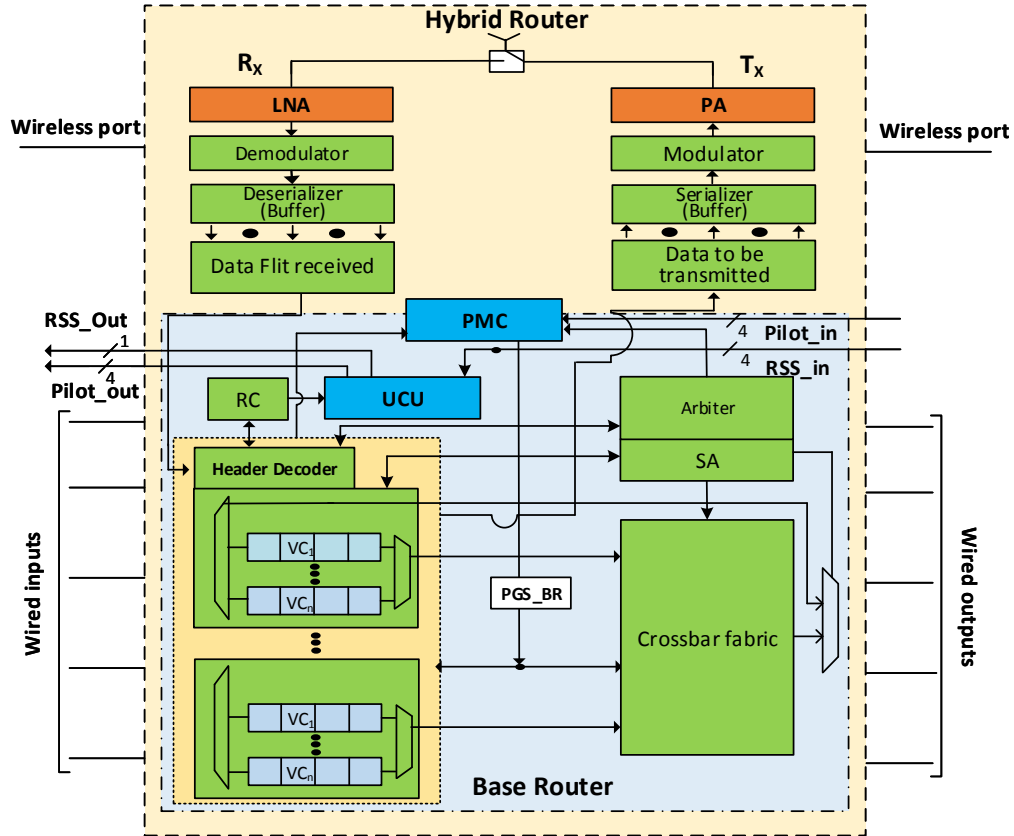 Hybrid Router
RX
TX
LNA
PA
Wireless port
Wireless port
Demodulator
Modulator
Deserializer
(Buffer)
Serializer
(Buffer)
Data Flit received
Data to be
transmitted
RSS_Out
1
PMC
4
Pilot_in
4
Pilot_out
4
RSS_in
RC
UCU
Arbiter
Header Decoder
SA
Wired inputs
VC1
VCn
PGS_BR
Crossbar fabric
Wired outputs
VC1
VCn
Base Router